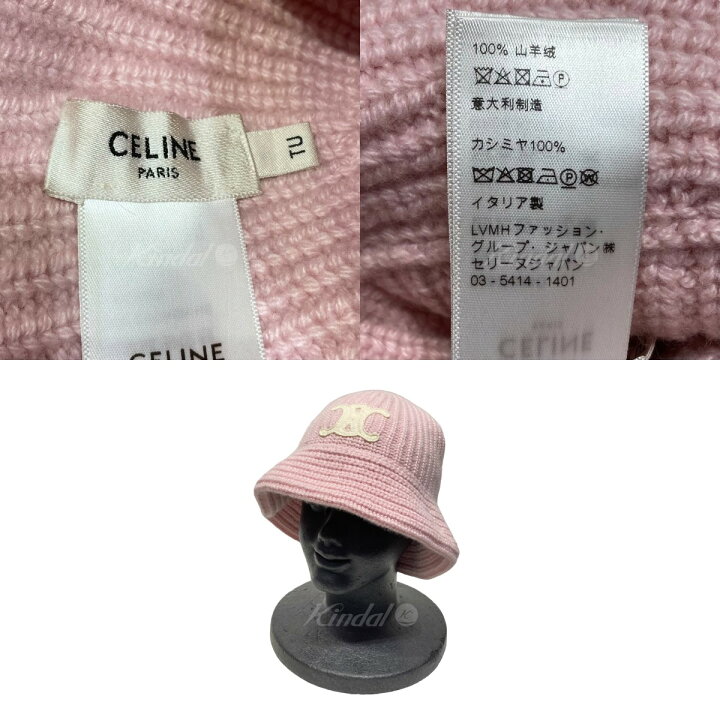 CELINE
PARIS
TU
CELINE
Kindal
100% 山羊绒
意大利制造
カシミヤ100%
イタリア製
LVMHファッション・
グループ・ジャパン㈱
セリーヌジャパン
03 - 5414 - 1401
PARIS
CELINE
Kindal
Kindal